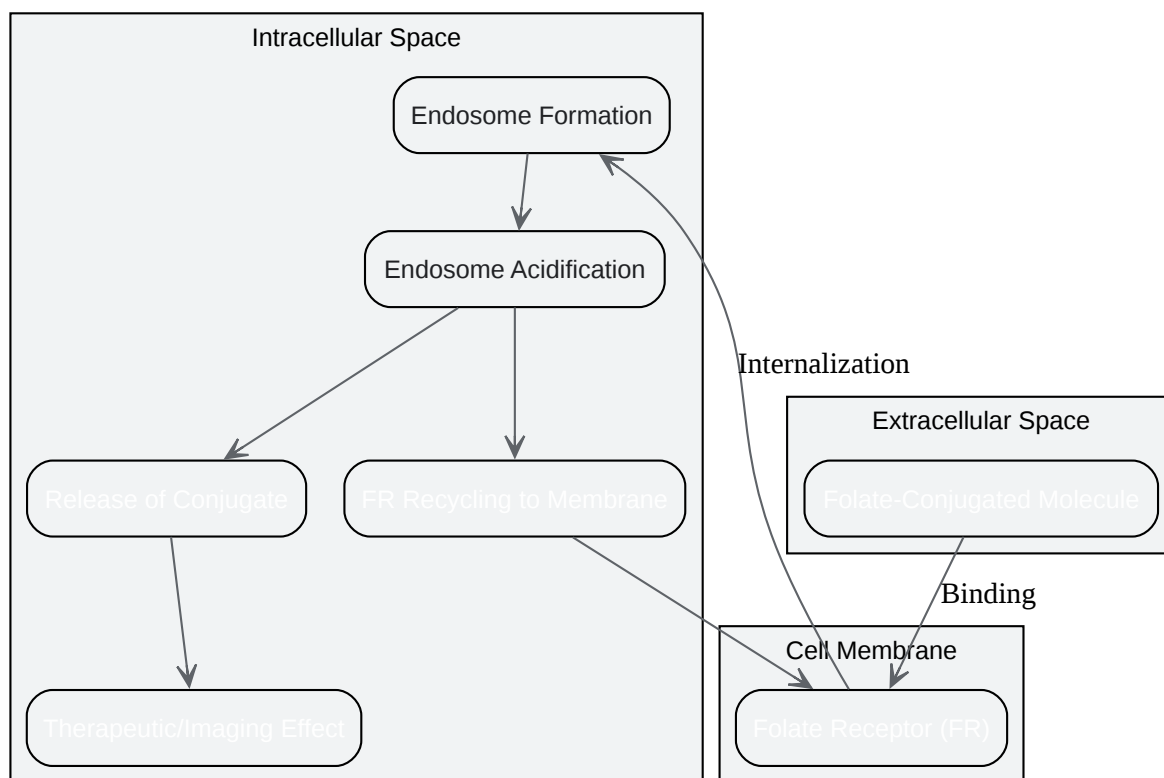 Intracellular Space
Endosome Formation
Endosome Acidification
Internalization
Extracellular Space
Release of Conjugate
FR Recycling to Membrane
Folate-Conjugated Molecule
Binding
Cell Membrane
Therapeutic/Imaging Effect
Folate Receptor (FR)